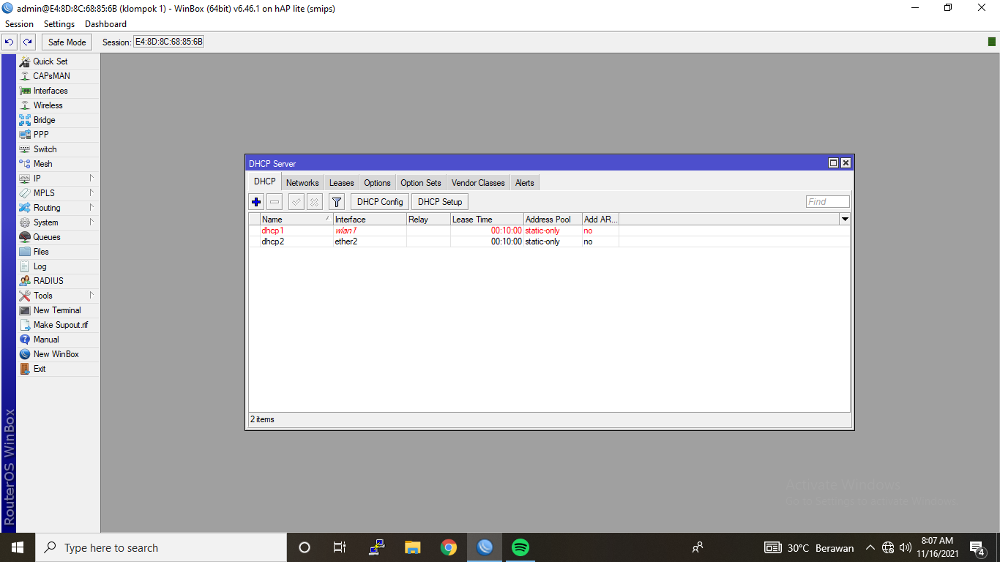 admin@E4:8D:8C:68:85:6B (klompok 1) - WinBox (64bit) v6.46.1 on hAP lite (smips)
Session Settings Dashboard
Safe Mode Session: E4:8D:8C:68:85:6B
Quick Set
CAPsMAN
Interfaces
Wireless
Bridge
PPP
Switch
Mesh
IP
MPLS
Routing
System
Queues
Files
Log
RADIUS
Tools
New Terminal
Make Supout.rif
Manual
New WinBox
Exit
RouterOS WinBox
DHCP Server
DHCP Networks Leases Options Option Sets Vendor Classes Alerts
DHCP Config DHCP Setup Find
Name Interface Relay Lease Time Address Pool Add AR...
dhcp1 wlan1 00:10:00 static-only no
dhcp2 ether2 00:10:00 static-only no
2 items
Activate Windows
Go to Settings to activate Windows.
Type here to search
30°C Berawan
8:07 AM
11/16/2021
4